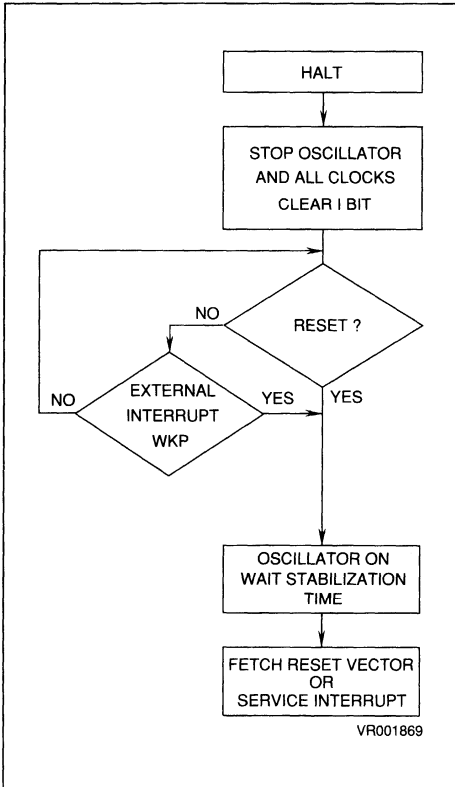 HALT
STOP OSCILLATOR
AND ALL CLOCKS
CLEAR I BIT
RESET ?
NO
YES
EXTERNAL
INTERRUPT
WKP
NO
YES
OSCILLATOR ON
WAIT STABILIZATION
TIME
FETCH RESET VECTOR
OR
SERVICE INTERRUPT
VR001869